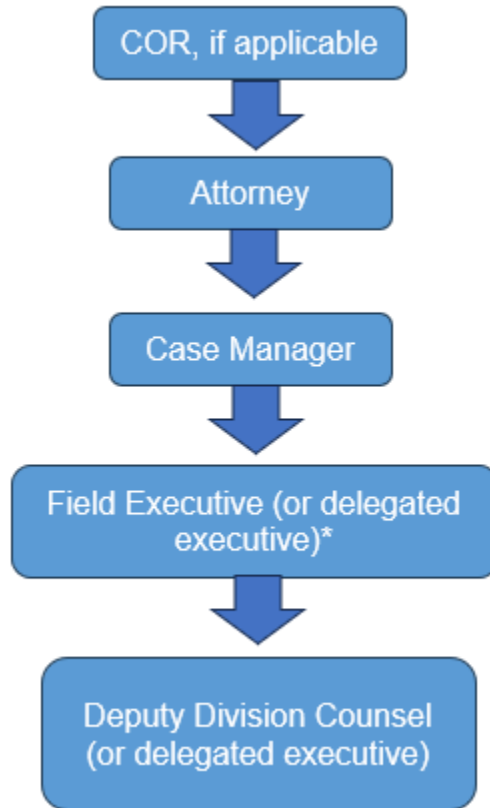 COR, if applicable
Attorney
Case Manager
Field Executive (or delegated
executive)*
Deputy Division Counsel
(or delegated executive)